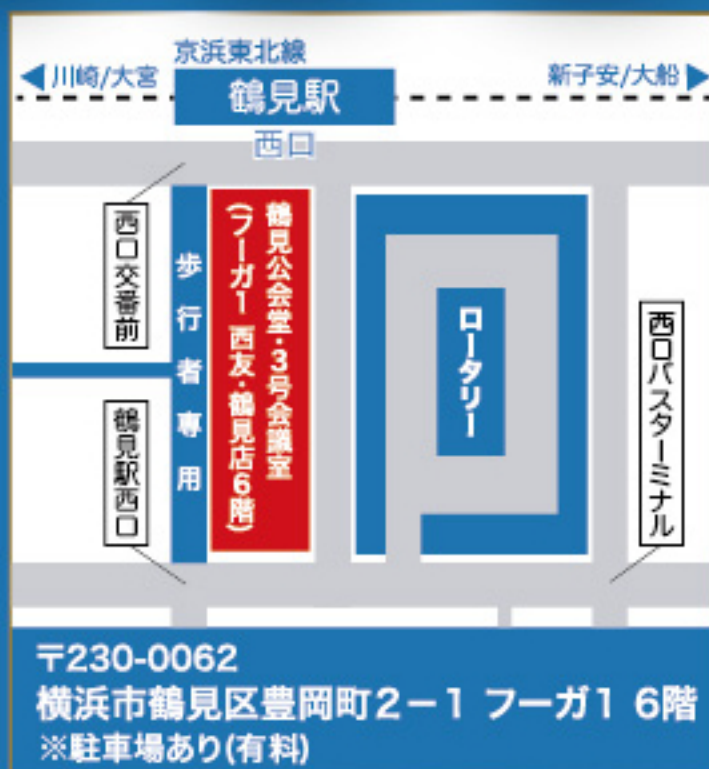 京浜東北線
◀川崎/大宮
鶴見駅
新子安/大船▶
西口
西口交番前
歩行者専用
鶴見公会堂・3号会議室
(フーガ1 西友・鶴見店6階)
ロータリー
西口バスターミナル
鶴見駅西口
〒230-0062
横浜市鶴見区豊岡町2-1 フーガ1 6階
※駐車場あり(有料)